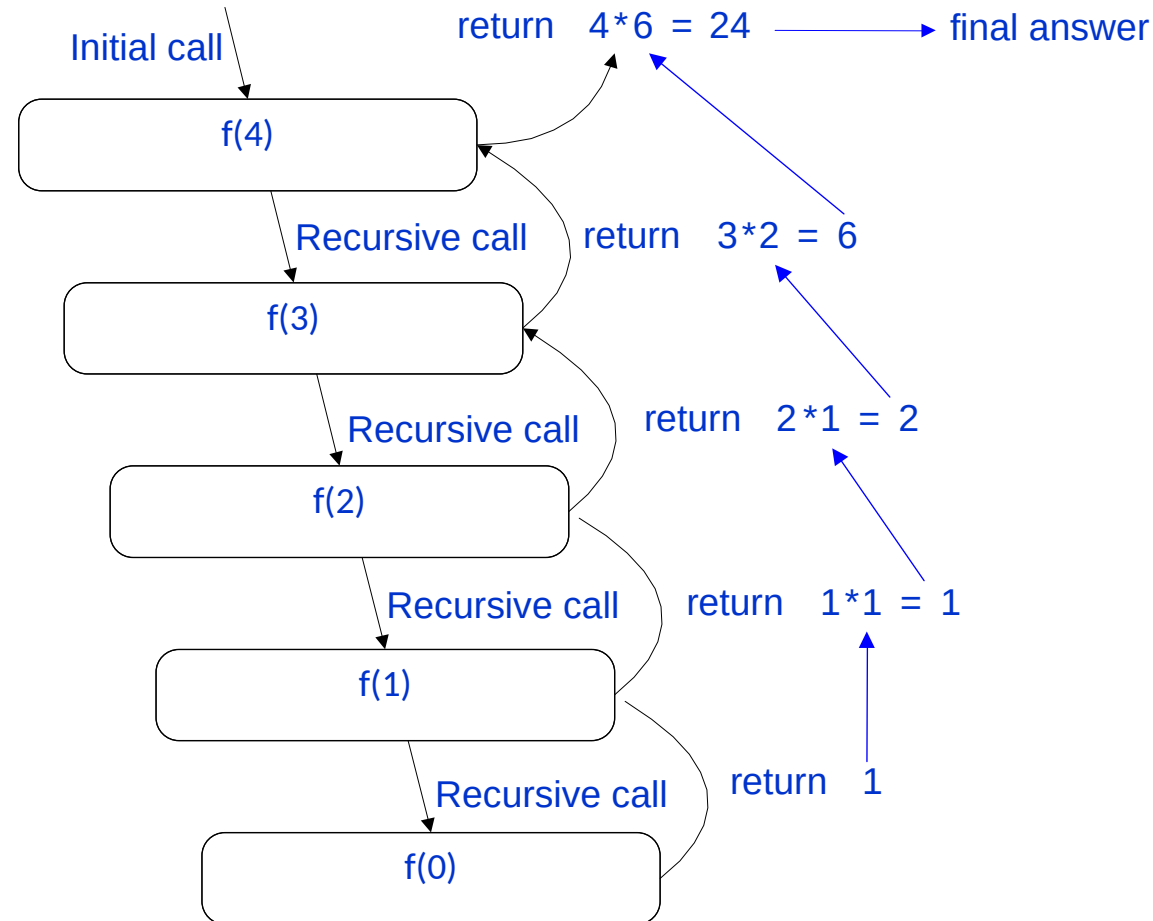 return 4*6 = 24 final answer
Initial call
f(4)
Recursive call return 3*2 = 6
f(3)
Recursive call return 2*1 = 2
f(2)
Recursive call return 1*1 = 1
f(1)
Recursive call return 1
f(0)